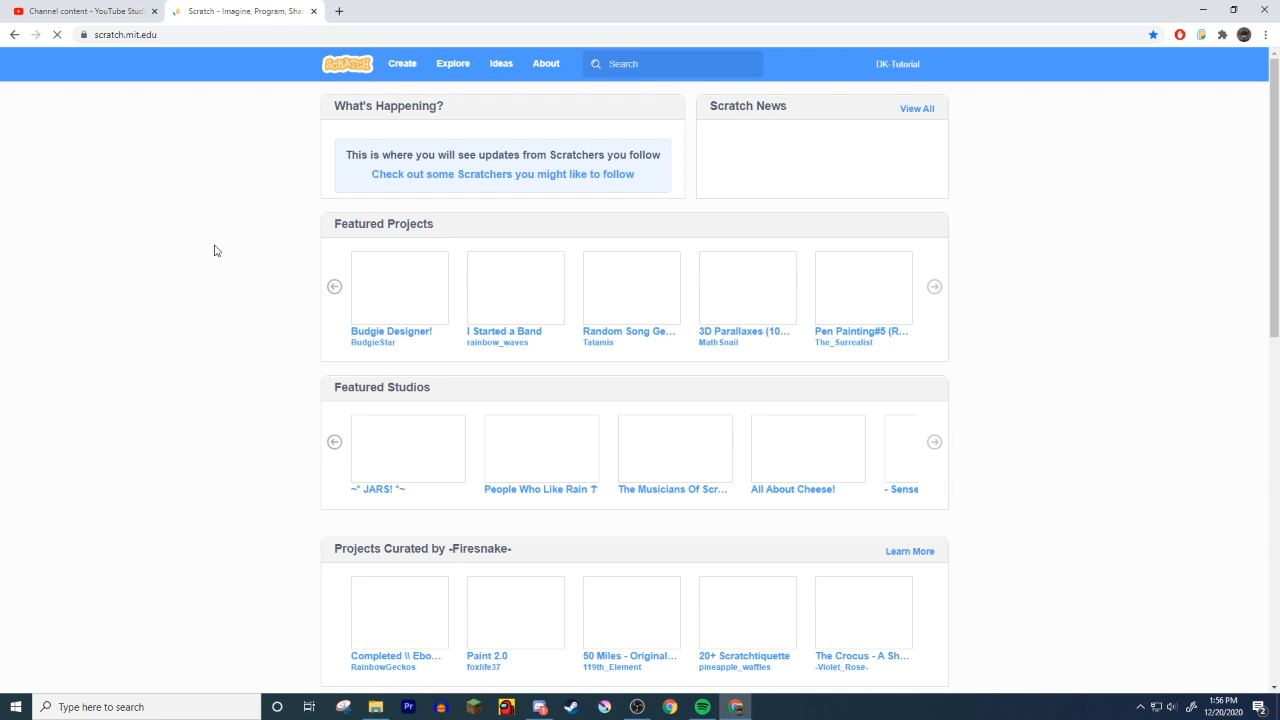 Channel content - YouTube Studi
Scratch - Imagine, Program, Sha
scratch.mit.edu
SCRATCH
Create
Explore
Ideas
About
Search
DK-Tutorial
What's Happening?
This is where you will see updates from Scratchers you follow
Check out some Scratchers you might like to follow
Scratch News
View All
Featured Projects
Budgie Designer!
BudgieStar
I Started a Band
rainbow_waves
Random Song Ge...
Tatamis
3D Parallaxes (10...
MathSnail
Pen Painting#5 (R...
The_Surrealist
Featured Studios
~* JARS! *~
People Who Like Rain ☂
The Musicians Of Scr...
All About Cheese!
- Sense
Projects Curated by -Firesnake-
Learn More
Completed \\ Ebo...
RainbowGeckos
Paint 2.0
foxlife37
50 Miles - Original...
119th_Element
20+ Scratchtiquette
pineapple_waffles
The Crocus - A Sh...
-Violet_Rose-
Type here to search
Pr
1:56 PM
12/20/2020
2